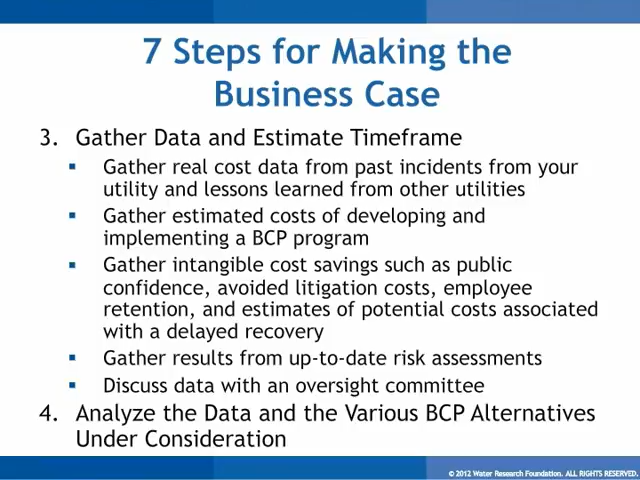 7 Steps for Making the
Business Case
3. Gather Data and Estimate Timeframe
▪ Gather real cost data from past incidents from your
utility and lessons learned from other utilities
▪ Gather estimated costs of developing and
implementing a BCP program
▪ Gather intangible cost savings such as public
confidence, avoided litigation costs, employee
retention, and estimates of potential costs associated
with a delayed recovery
▪ Gather results from up-to-date risk assessments
▪ Discuss data with an oversight committee
4. Analyze the Data and the Various BCP Alternatives
Under Consideration
© 2012 Water Research Foundation. ALL RIGHTS RESERVED.